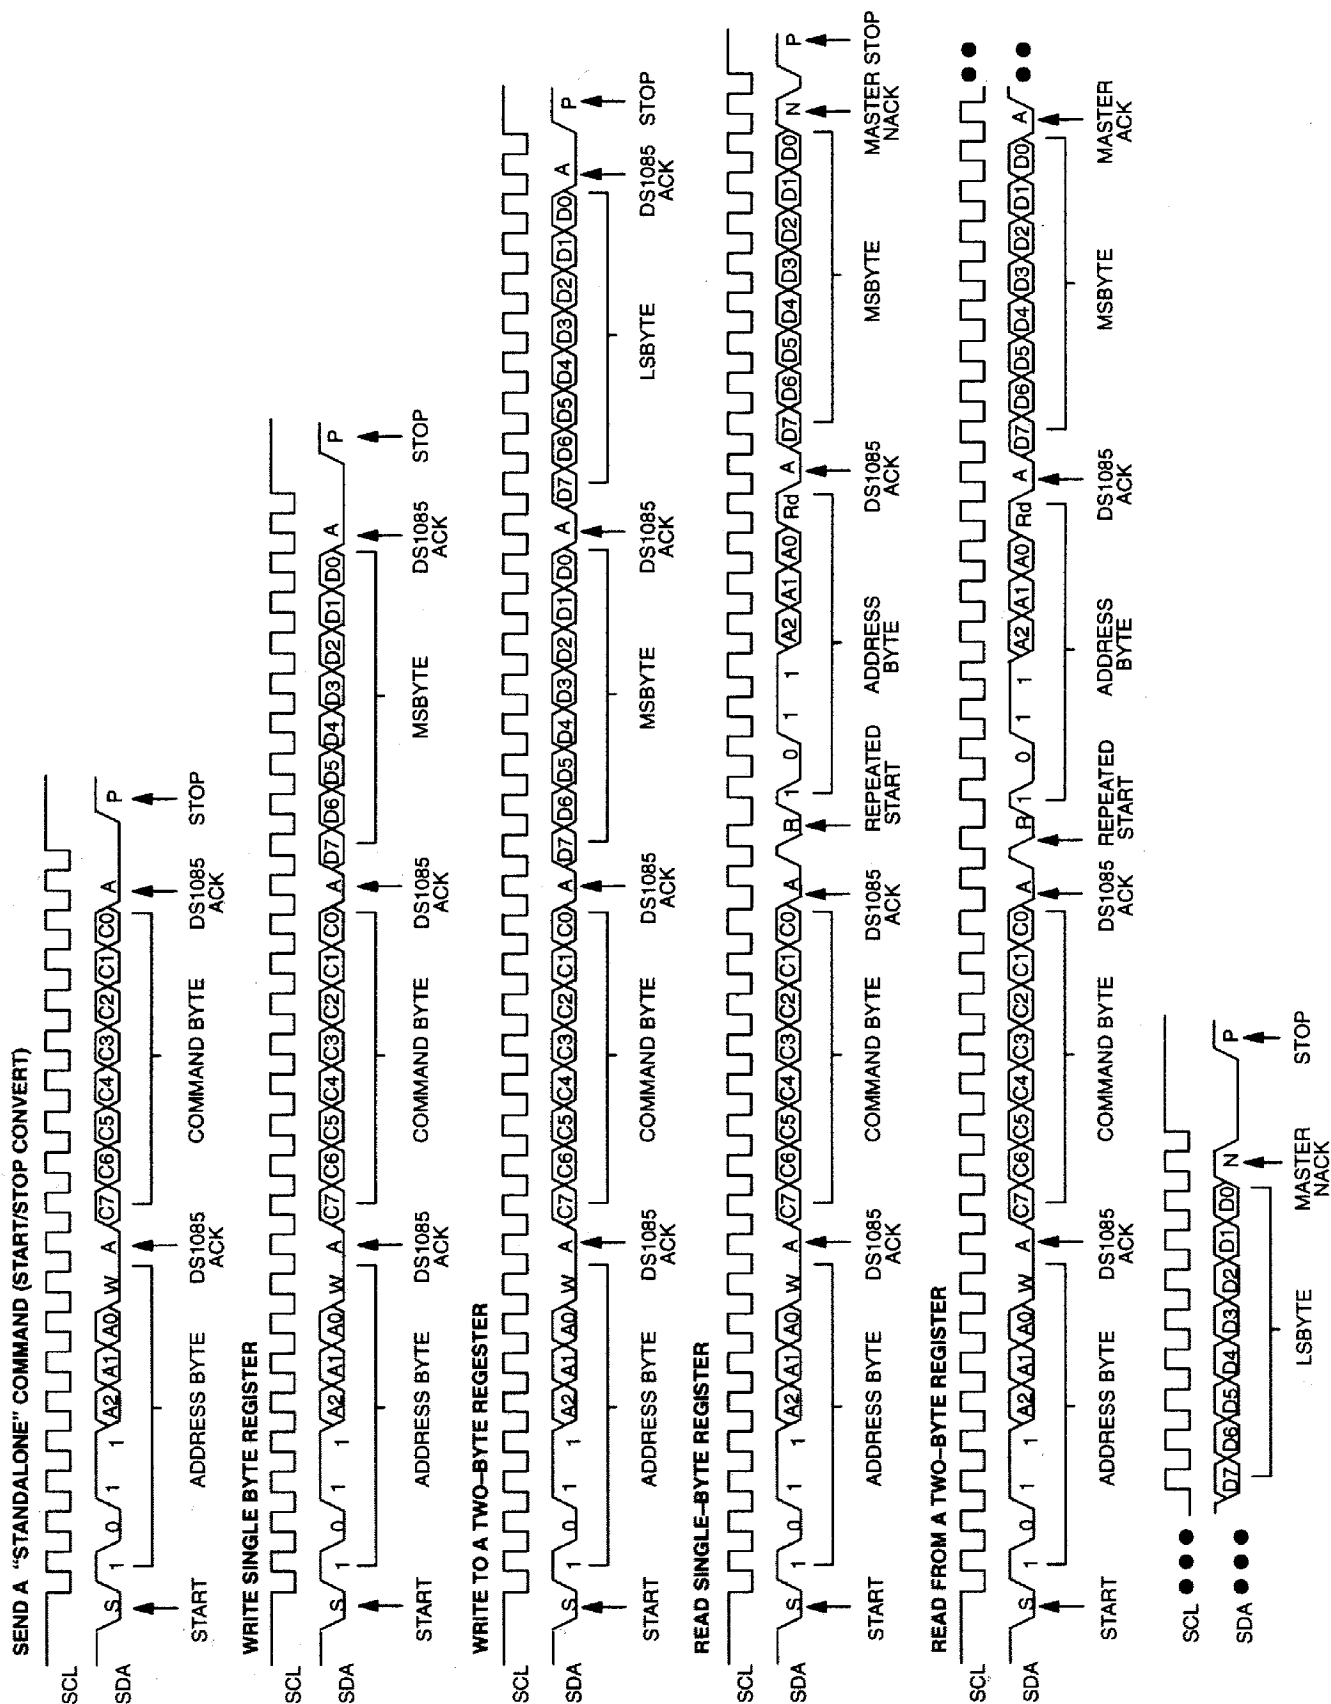 SEND A "STANDALONE" COMMAND (START/STOP CONVERT)
SCL
SDA
S 1 0 1 1 A2 A1 A0 W A C7 C6 C5 C4 C3 C2 C1 C0 A P
START ADDRESS BYTE DS1085 ACK COMMAND BYTE DS1085 ACK STOP
WRITE SINGLE BYTE REGISTER
SCL
SDA
S 1 0 1 1 A2 A1 A0 W A C7 C6 C5 C4 C3 C2 C1 C0 A D7 D6 D5 D4 D3 D2 D1 D0 A P
START ADDRESS BYTE DS1085 ACK COMMAND BYTE DS1085 ACK MSBYTE DS1085 ACK STOP
WRITE TO A TWO–BYTE REGESTER
SCL
SDA
S 1 0 1 1 A2 A1 A0 W A C7 C6 C5 C4 C3 C2 C1 C0 A D7 D6 D5 D4 D3 D2 D1 D0 A D7 D6 D5 D4 D3 D2 D1 D0 A P
START ADDRESS BYTE DS1085 ACK COMMAND BYTE DS1085 ACK MSBYTE DS1085 ACK LSBYTE DS1085 ACK STOP
READ SINGLE–BYTE REGISTER
SCL
SDA
S 1 0 1 1 A2 A1 A0 W A C7 C6 C5 C4 C3 C2 C1 C0 A R 1 0 1 1 A2 A1 A0 Rd A D7 D6 D5 D4 D3 D2 D1 D0 N P
START ADDRESS BYTE DS1085 ACK COMMAND BYTE DS1085 ACK REPEATED START ADDRESS BYTE DS1085 ACK MSBYTE MASTER NACK STOP
READ FROM A TWO–BYTE REGISTER
SCL
SDA
S 1 0 1 1 A2 A1 A0 W A C7 C6 C5 C4 C3 C2 C1 C0 A R 1 0 1 1 A2 A1 A0 Rd A D7 D6 D5 D4 D3 D2 D1 D0 A
START ADDRESS BYTE DS1085 ACK COMMAND BYTE DS1085 ACK REPEATED START ADDRESS BYTE DS1085 ACK MSBYTE MASTER ACK
SCL
SDA
D7 D6 D5 D4 D3 D2 D1 D0 N P
LSBYTE MASTER NACK STOP